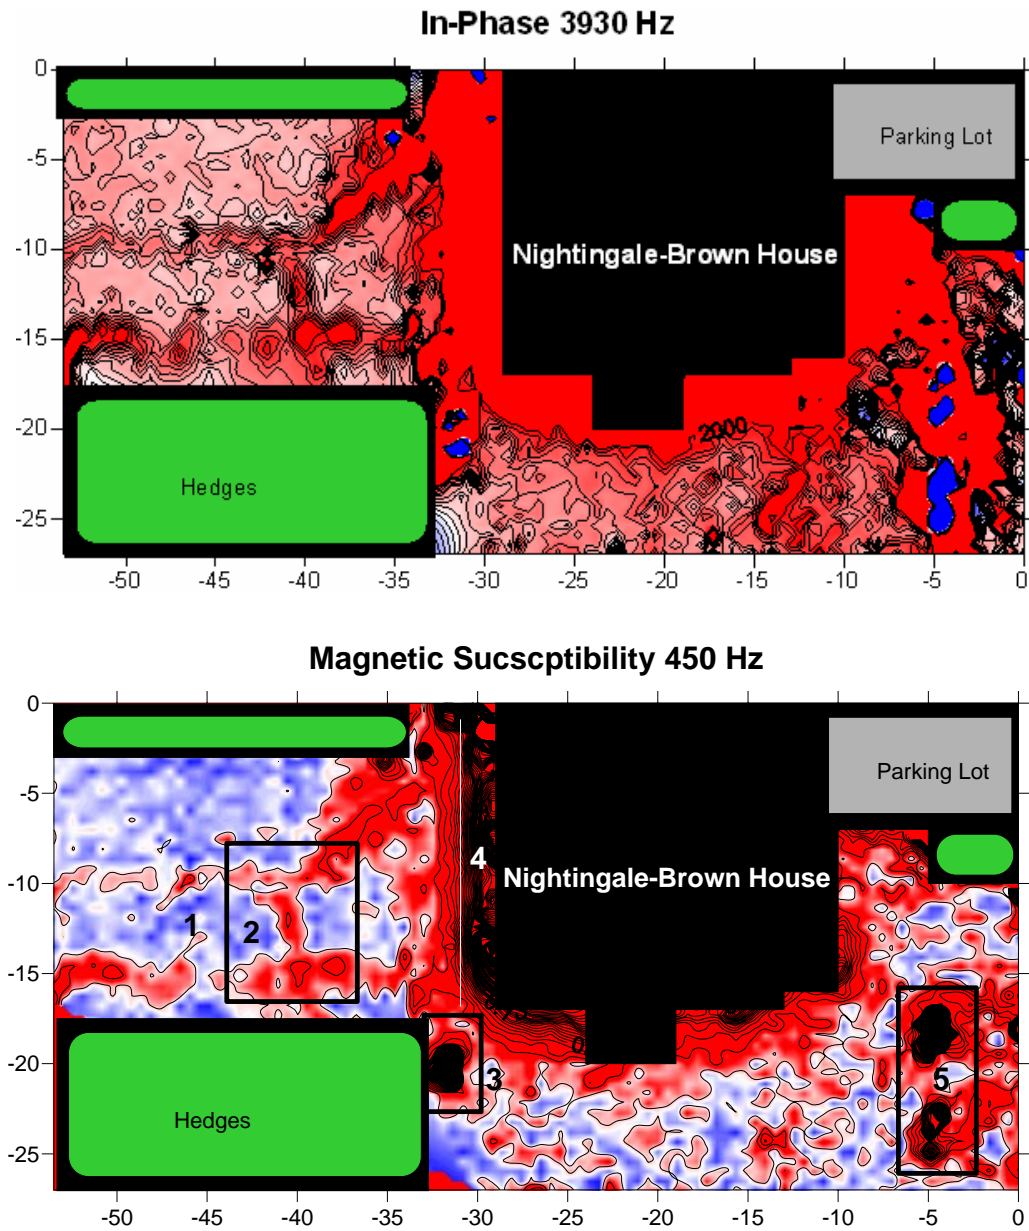 In-Phase 3930 Hz
0
-5
-10
-15
-20
-25
Parking Lot
Nightingale-Brown House
2000
Hedges
-50 -45 -40 -35 -30 -25 -20 -15 -10 -5 0
Magnetic Sucscptibility 450 Hz
0
-5
-10
-15
-20
-25
Parking Lot
4
Nightingale-Brown House
1 2
0
3
5
Hedges
-50 -45 -40 -35 -30 -25 -20 -15 -10 -5 0